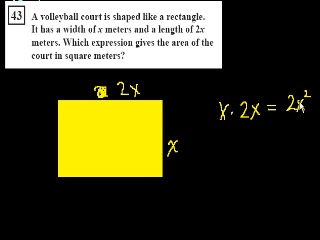 43 A volleyball court is shaped like a rectangle.
It has a width of x meters and a length of 2x
meters. Which expression gives the area of the
court in square meters?
2x
x · 2x = 2x²
x